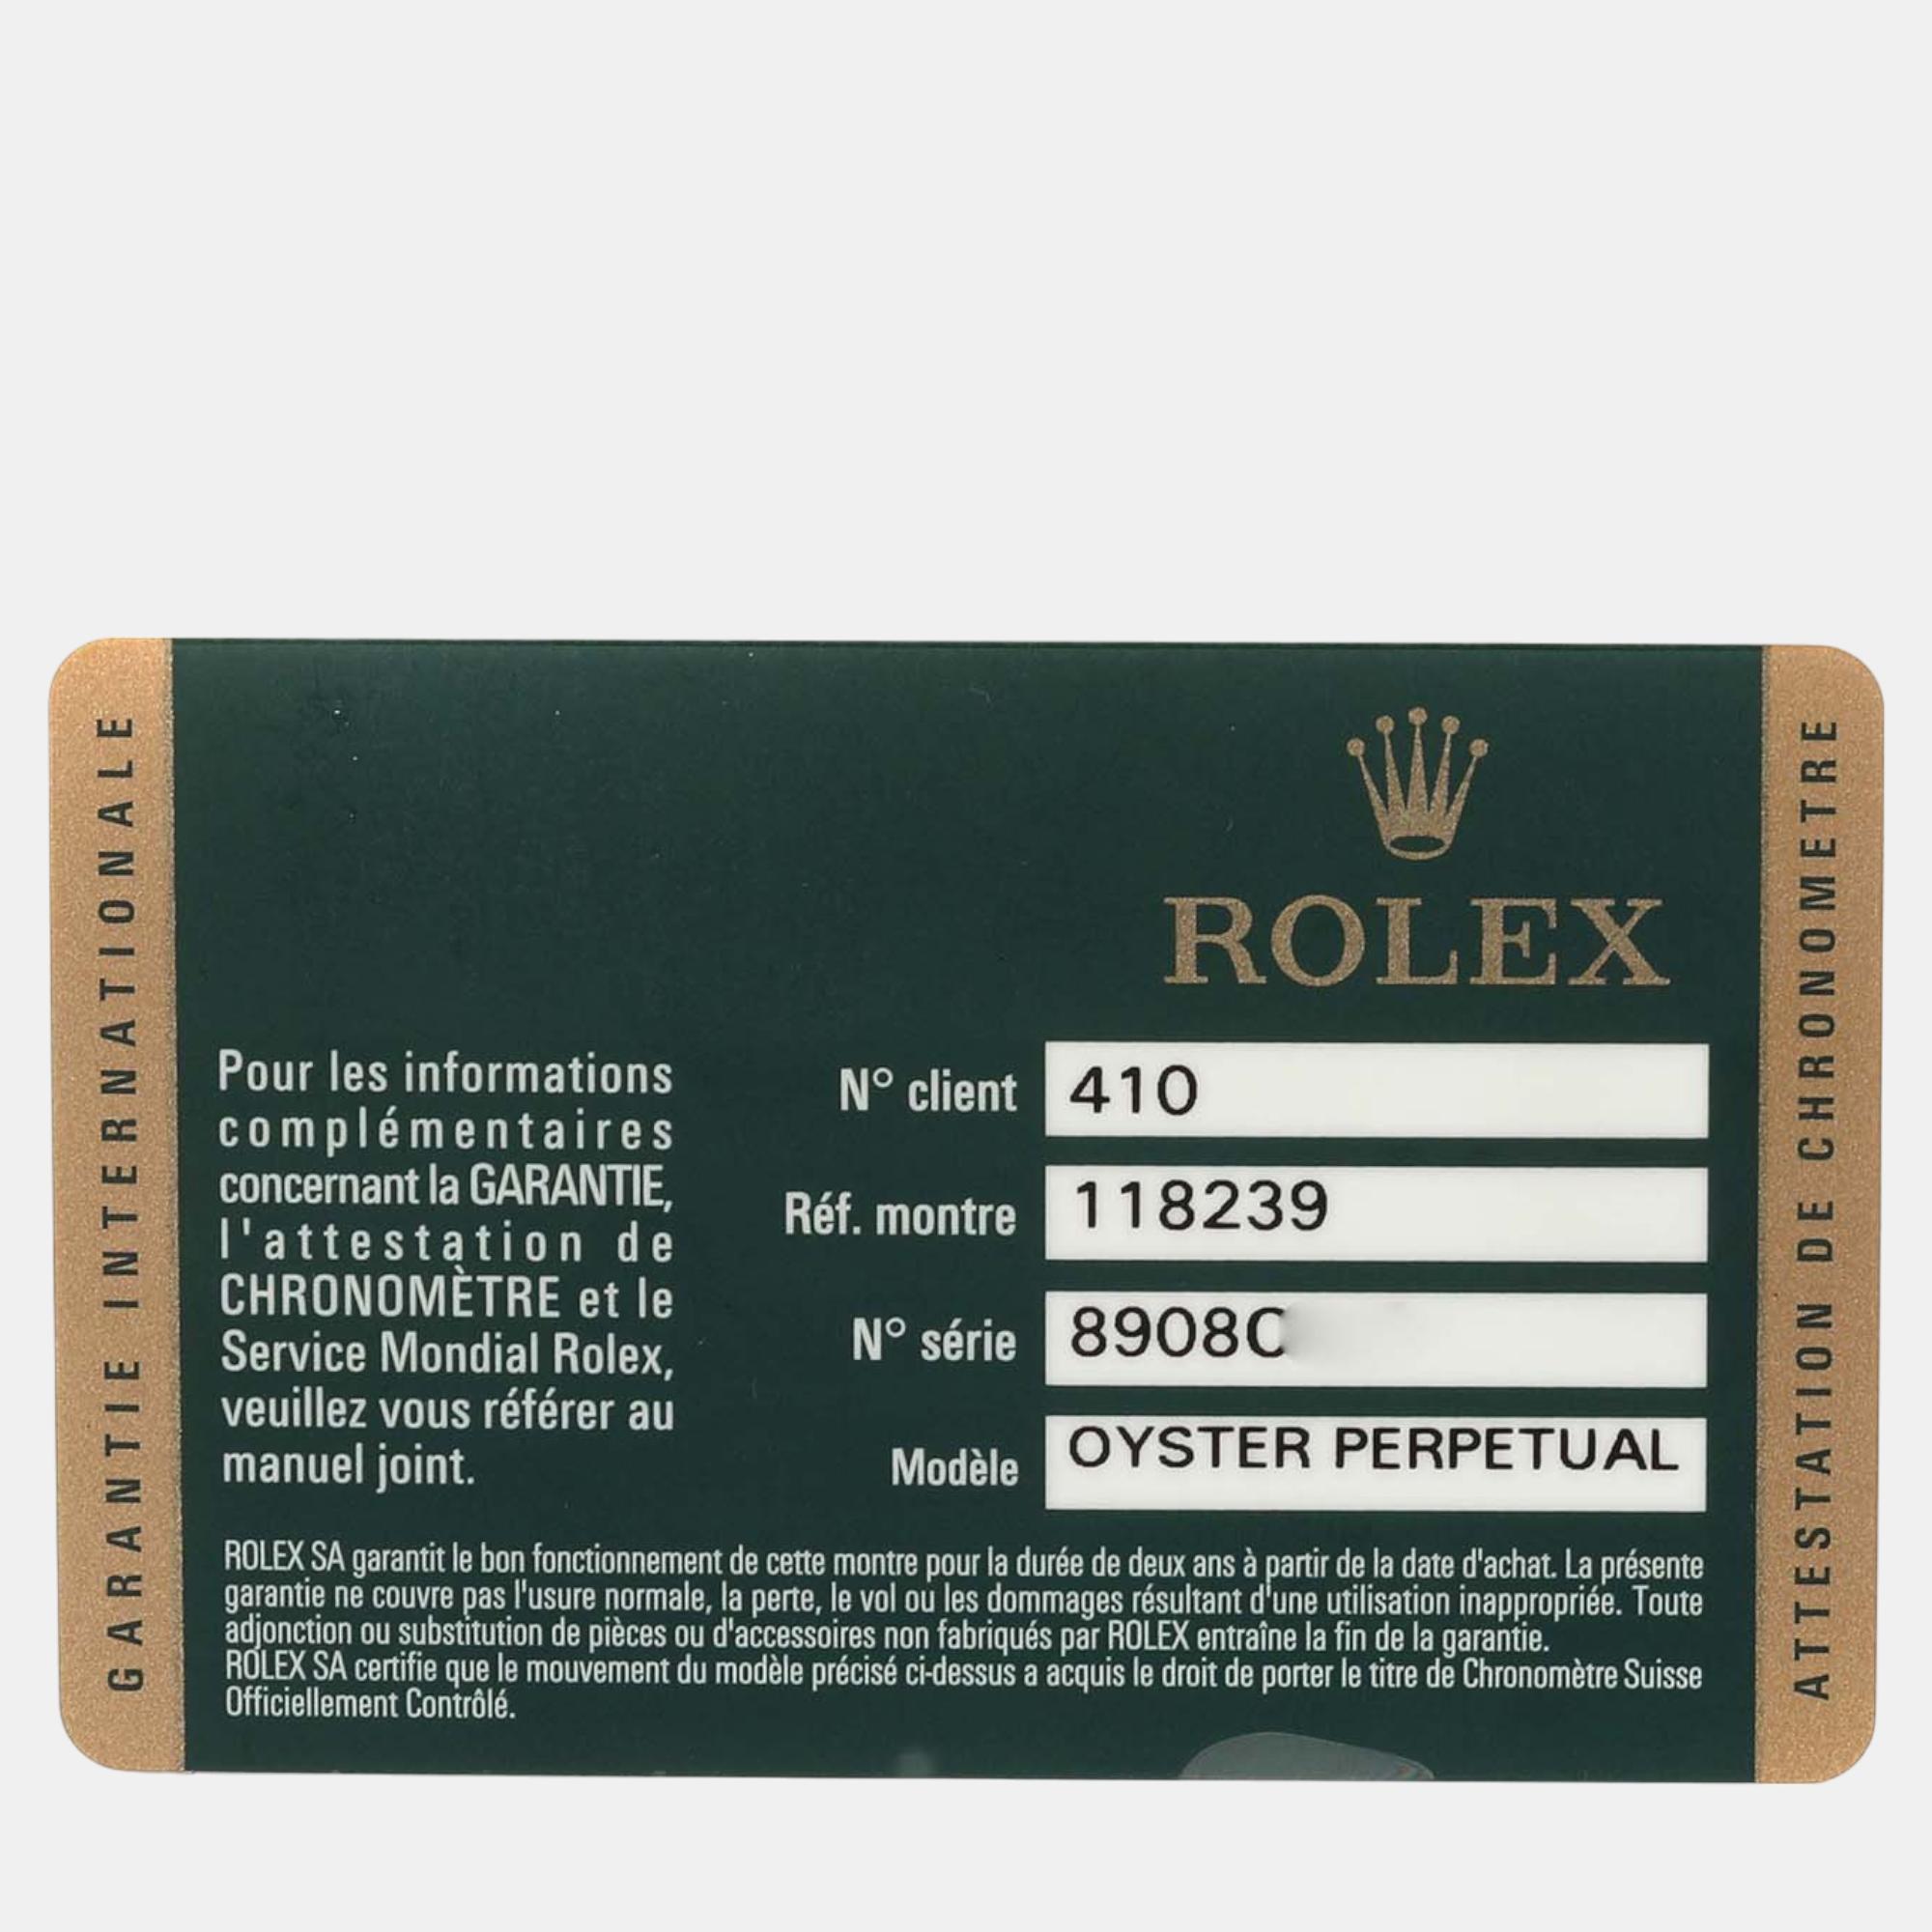 GARANTIE INTERNATIONALE
ROLEX
Pour les informations
complémentaires
concernant la GARANTIE,
l'attestation de
CHRONOMÈTRE et le
Service Mondial Rolex,
veuillez vous référer au
manuel joint.
N° client 410
Réf. montre 118239
N° série 8908
Modèle OYSTER PERPETUAL
ROLEX SA garantit le bon fonctionnement de cette montre pour la durée de deux ans à partir de la date d'achat. La présente
garantie ne couvre pas l'usure normale, la perte, le vol ou les dommages résultant d'une utilisation inappropriée. Toute
adjonction ou substitution de pièces ou d'accessoires non fabriqués par ROLEX entraîne la fin de la garantie.
ROLEX SA certifie que le mouvement du modèle précisé ci-dessus a acquis le droit de porter le titre de Chronomètre Suisse
Officiellement Contrôlé.
ATTESTATION DE CHRONOMETRE